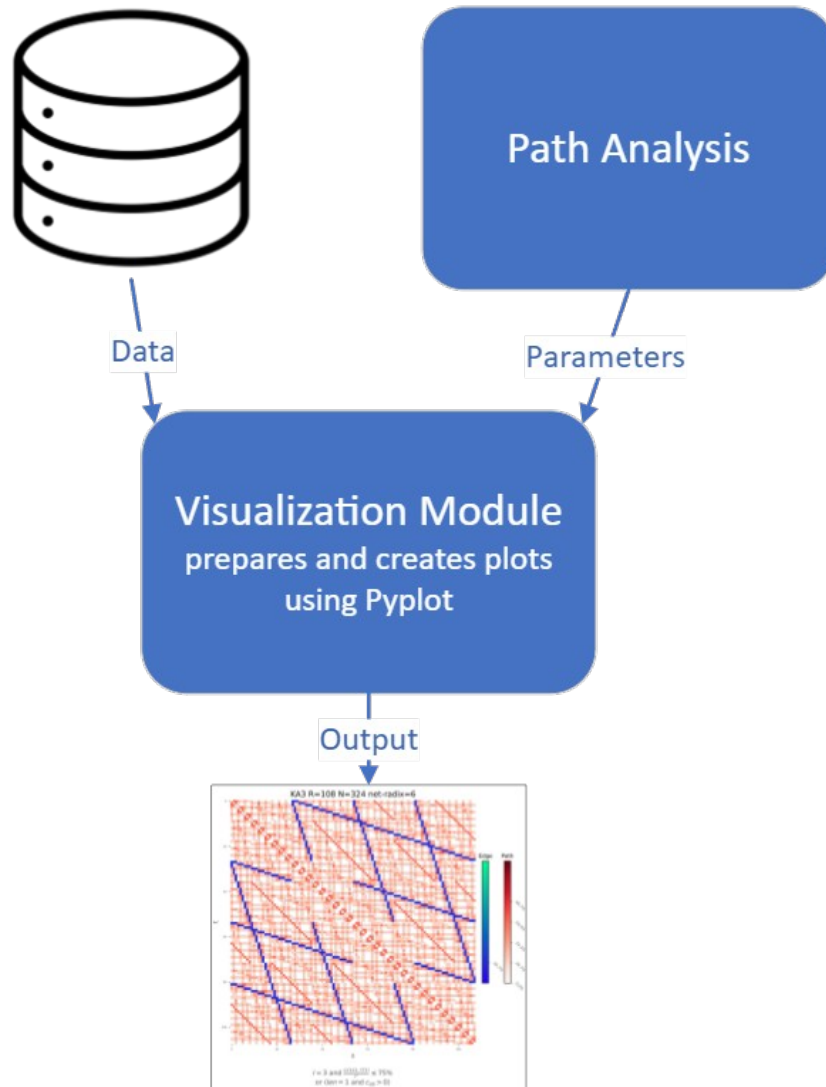 Path Analysis
Data
Parameters
Visualization Module
prepares and creates plots
using Pyplot
Output
KA3 R=108 N=324 net-radix=6
Edge
Path